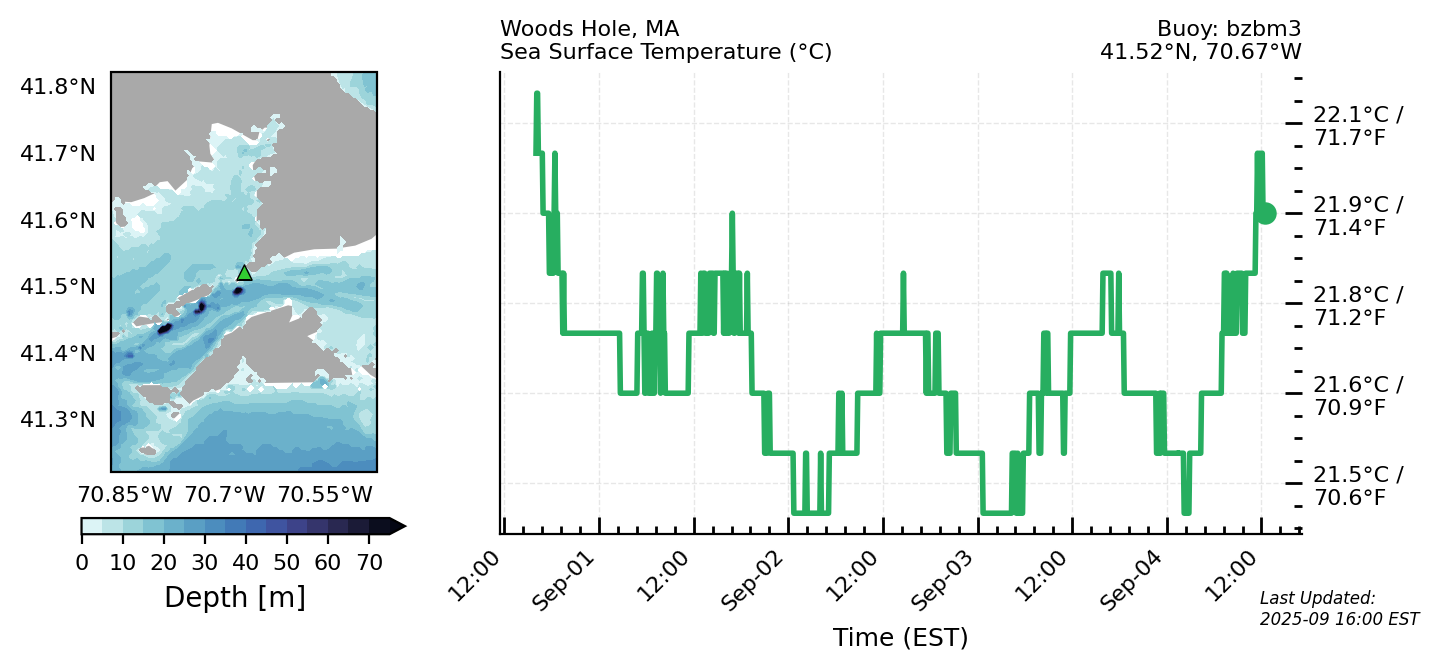 Woods Hole, MA
Sea Surface Temperature (°C)
Buoy: bzbm3
41.52°N, 70.67°W
41.8°N
41.7°N
41.6°N
41.5°N
41.4°N
41.3°N
70.85°W 70.7°W 70.55°W
0 10 20 30 40 50 60 70
Depth [m]
22.1°C /
71.7°F
21.9°C /
71.4°F
21.8°C /
71.2°F
21.6°C /
70.9°F
21.5°C /
70.6°F
12:00 Sep-01 12:00 Sep-02 12:00 Sep-03 12:00 Sep-04 12:00
Time (EST)
Last Updated:
2025-09 16:00 EST